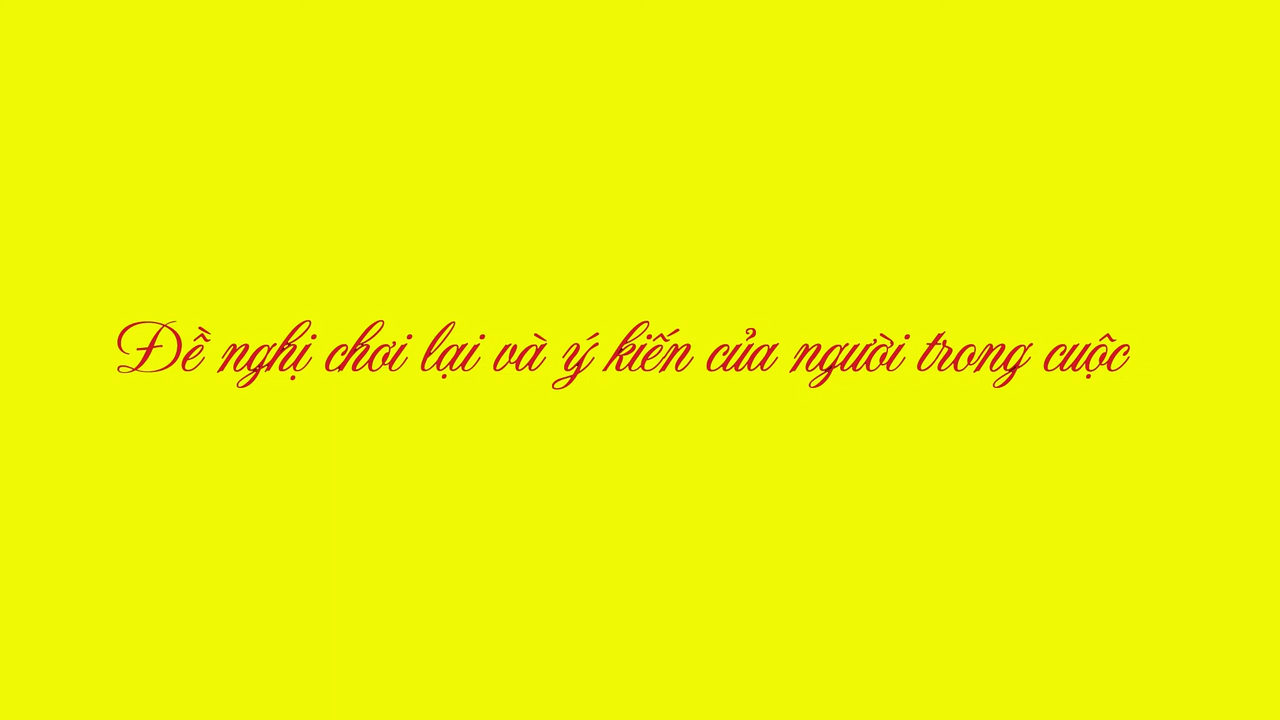 Đề nghị chơi lại và ý kiến của người trong cuộc